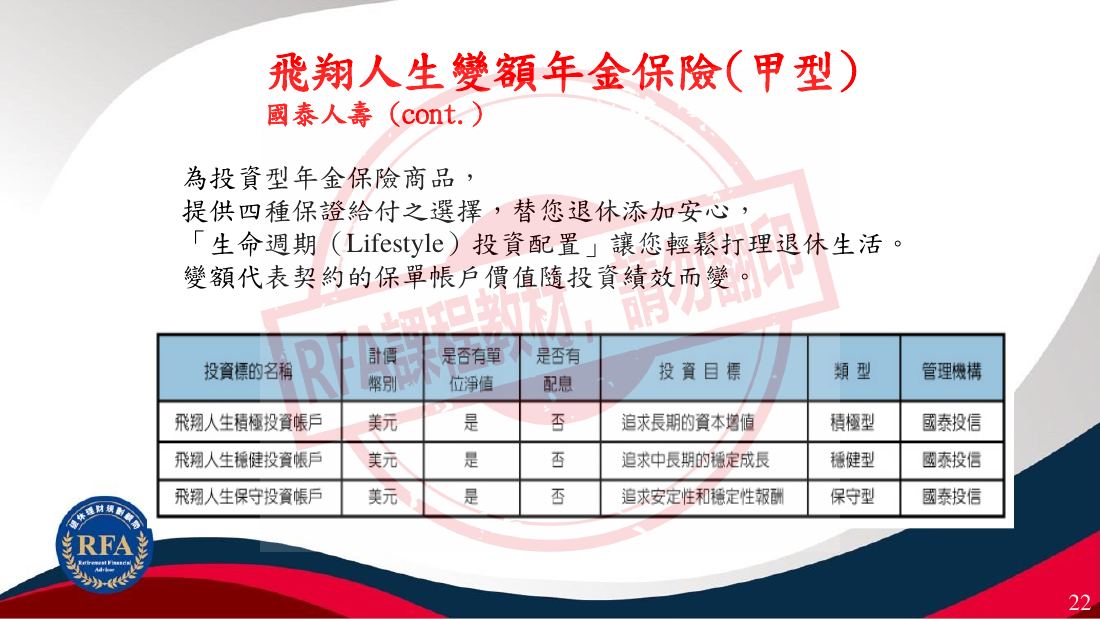 飛翔人生變額年金保險(甲型)
國泰人壽 (cont.)
為投資型年金保險商品，
提供四種保證給付之選擇，替您退休添加安心，
「生命週期（Lifestyle）投資配置」讓您輕鬆打理退休生活。
變額代表契約的保單帳戶價值隨投資績效而變。
RFA課程教材，請勿翻印
投資標的名稱 計價幣別 是否有單位淨值 是否有配息 投資目標 類型 管理機構
飛翔人生積極投資帳戶 美元 是 否 追求長期的資本增值 積極型 國泰投信
飛翔人生穩健投資帳戶 美元 是 否 追求中長期的穩定成長 穩健型 國泰投信
飛翔人生保守投資帳戶 美元 是 否 追求安定性和穩定性報酬 保守型 國泰投信
退休理財規劃顧問
RFA
Retirement Financial
Advisor
22